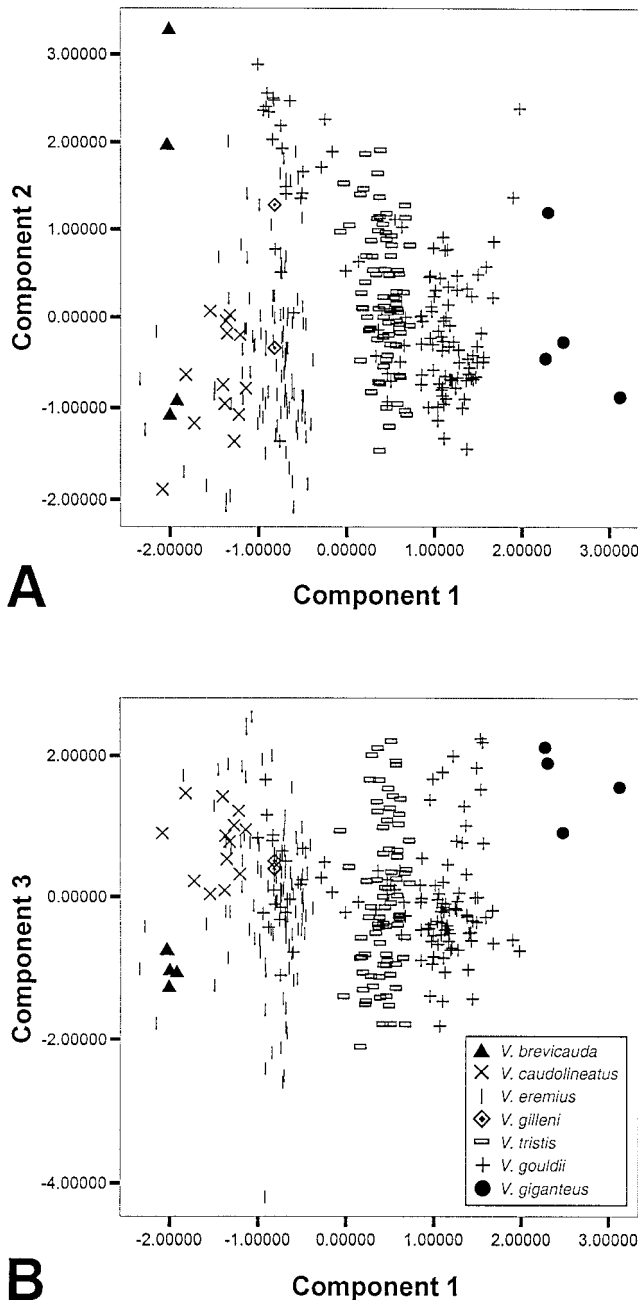 3.00000
2.00000
1.00000
0.00000
-1.00000
-2.00000
Component 2
-2.00000 -1.00000 0.00000 1.00000 2.00000 3.00000
Component 1
A
2.00000
0.00000
-2.00000
-4.00000
Component 3
V. brevicauda
V. caudolineatus
V. eremius
V. gilleni
V. tristis
V. gouldii
V. giganteus
-2.00000 -1.00000 0.00000 1.00000 2.00000 3.00000
Component 1
B